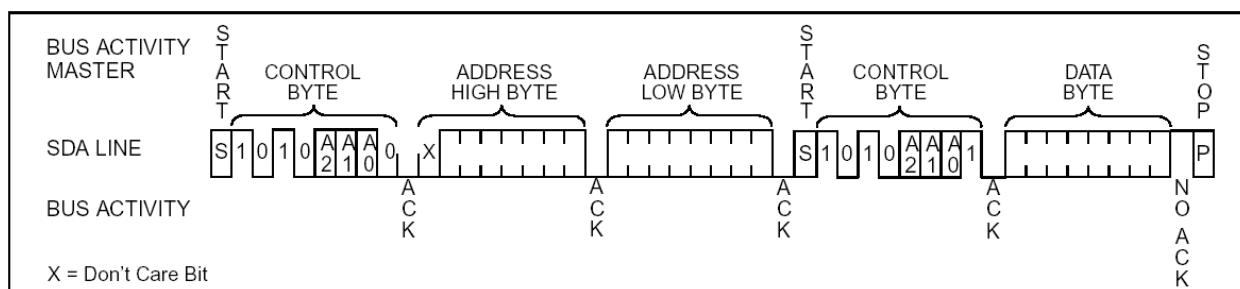 BUS ACTIVITY
MASTER
START
CONTROL
BYTE
ADDRESS
HIGH BYTE
ADDRESS
LOW BYTE
START
CONTROL
BYTE
DATA
BYTE
STOP
SDA LINE
S 1 0 1 0 A2 A1 A0 0 X S 1 0 1 0 A2 A1 A0 1 P
BUS ACTIVITY
ACK
ACK
ACK
ACK
NO ACK
X = Don't Care Bit